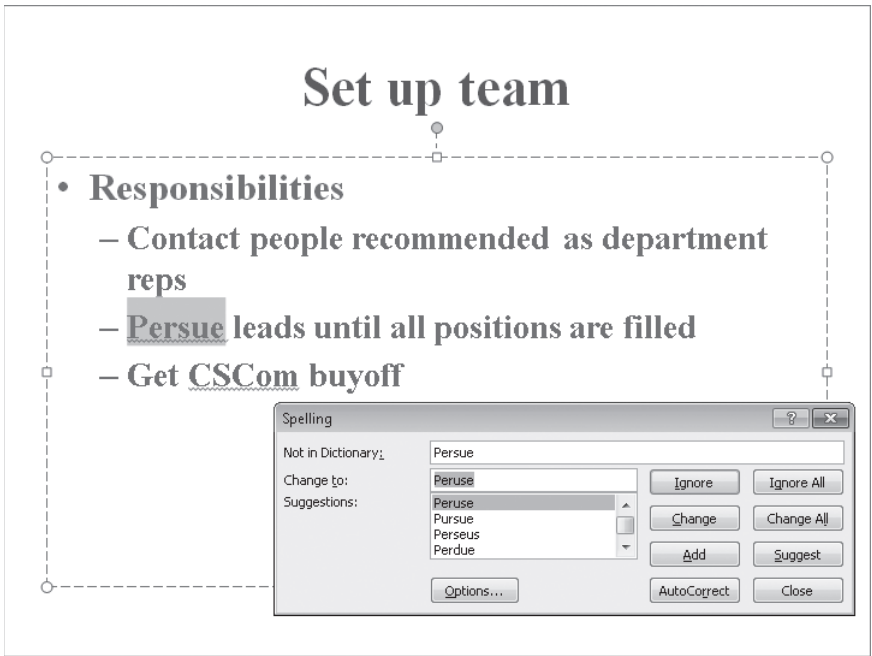 Set up team
• Responsibilities
– Contact people recommended as department
reps
– Persue leads until all positions are filled
– Get CSCom buyoff
Spelling
?
Not in Dictionary: Persue
Change to: Peruse
Ignore Ignore All
Suggestions: Peruse
Pursue
Change Change All
Perseus
Perdue
Add Suggest
Options... AutoCorrect Close